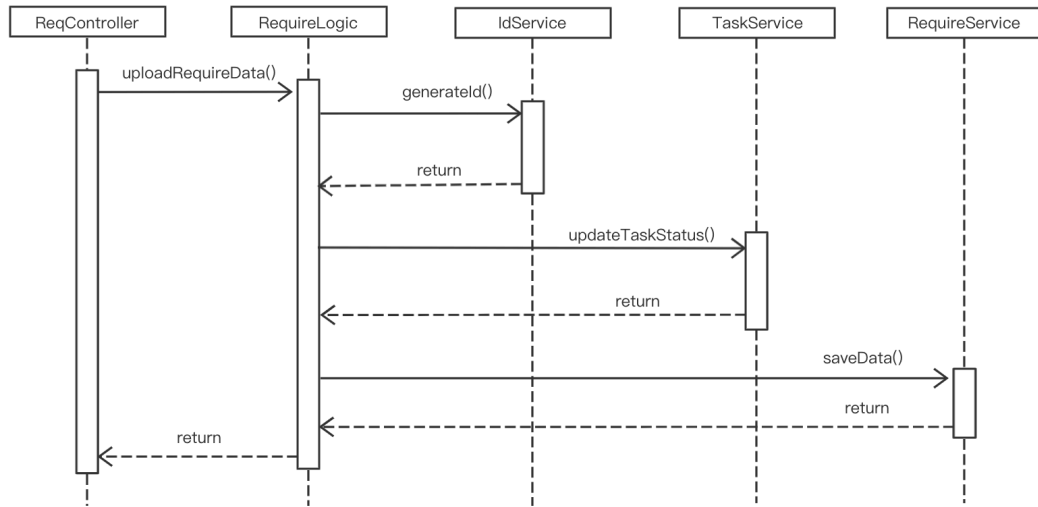 ReqController
RequireLogic
IdService
TaskService
RequireService
uploadRequireData()
generateId()
return
updateTaskStatus()
return
saveData()
return
return